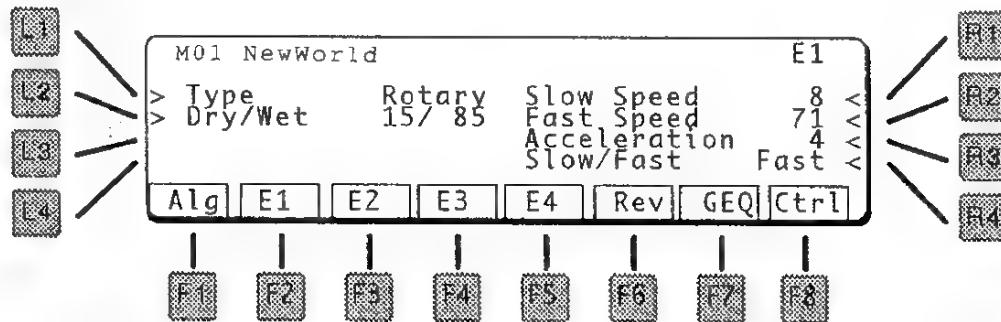 L1
L2
L3
L4
M01 NewWorld E1
> Type Rotary Slow Speed 8 <
> Dry/Wet 15/ 85 Fast Speed 71 <
Acceleration 4 <
Slow/Fast Fast <
Alg E1 E2 E3 E4 Rev GEQ Ctrl
R1
R2
R3
R4
F1 F2 F3 F4 F5 F6 F7 F8